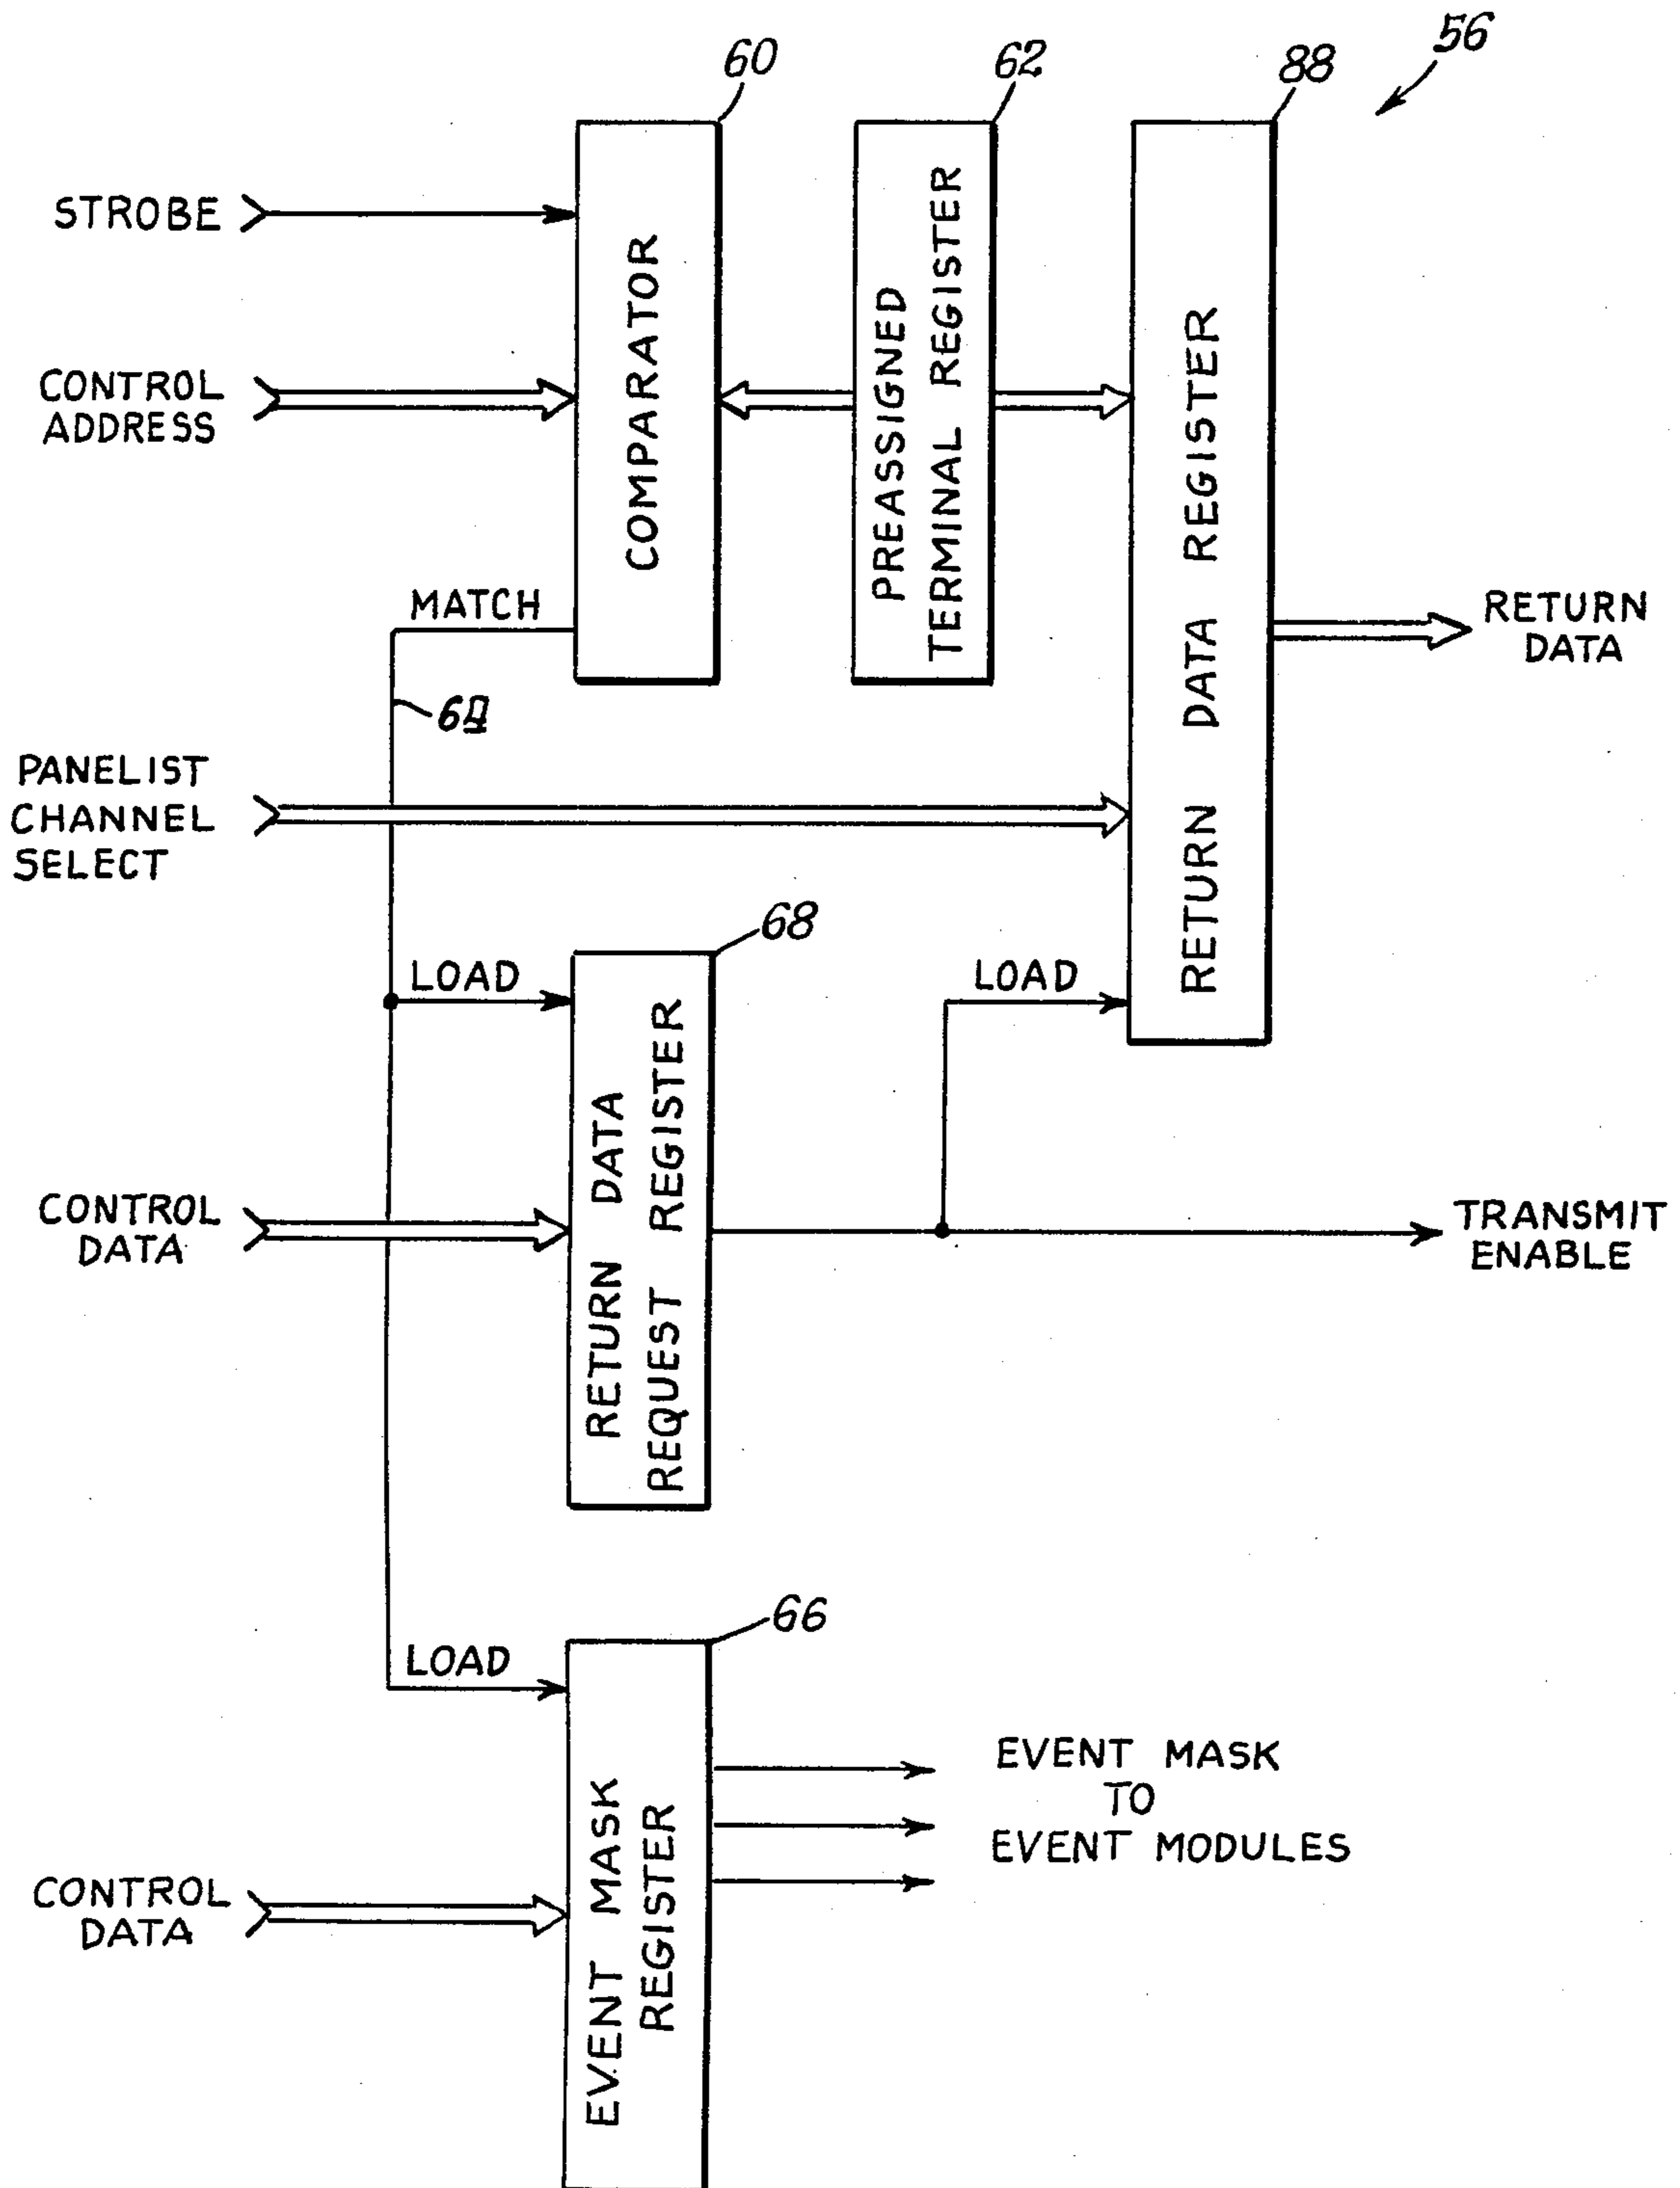 56
60
62
88
STROBE
CONTROL
ADDRESS
COMPARATOR
PREASSIGNED
TERMINAL REGISTER
RETURN DATA REGISTER
MATCH
RETURN
DATA
PANELIST
CHANNEL
SELECT
68
LOAD
LOAD
RETURN DATA
REQUEST REGISTER
CONTROL
DATA
TRANSMIT
ENABLE
66
LOAD
EVENT MASK
REGISTER
EVENT MASK
TO
EVENT MODULES
CONTROL
DATA